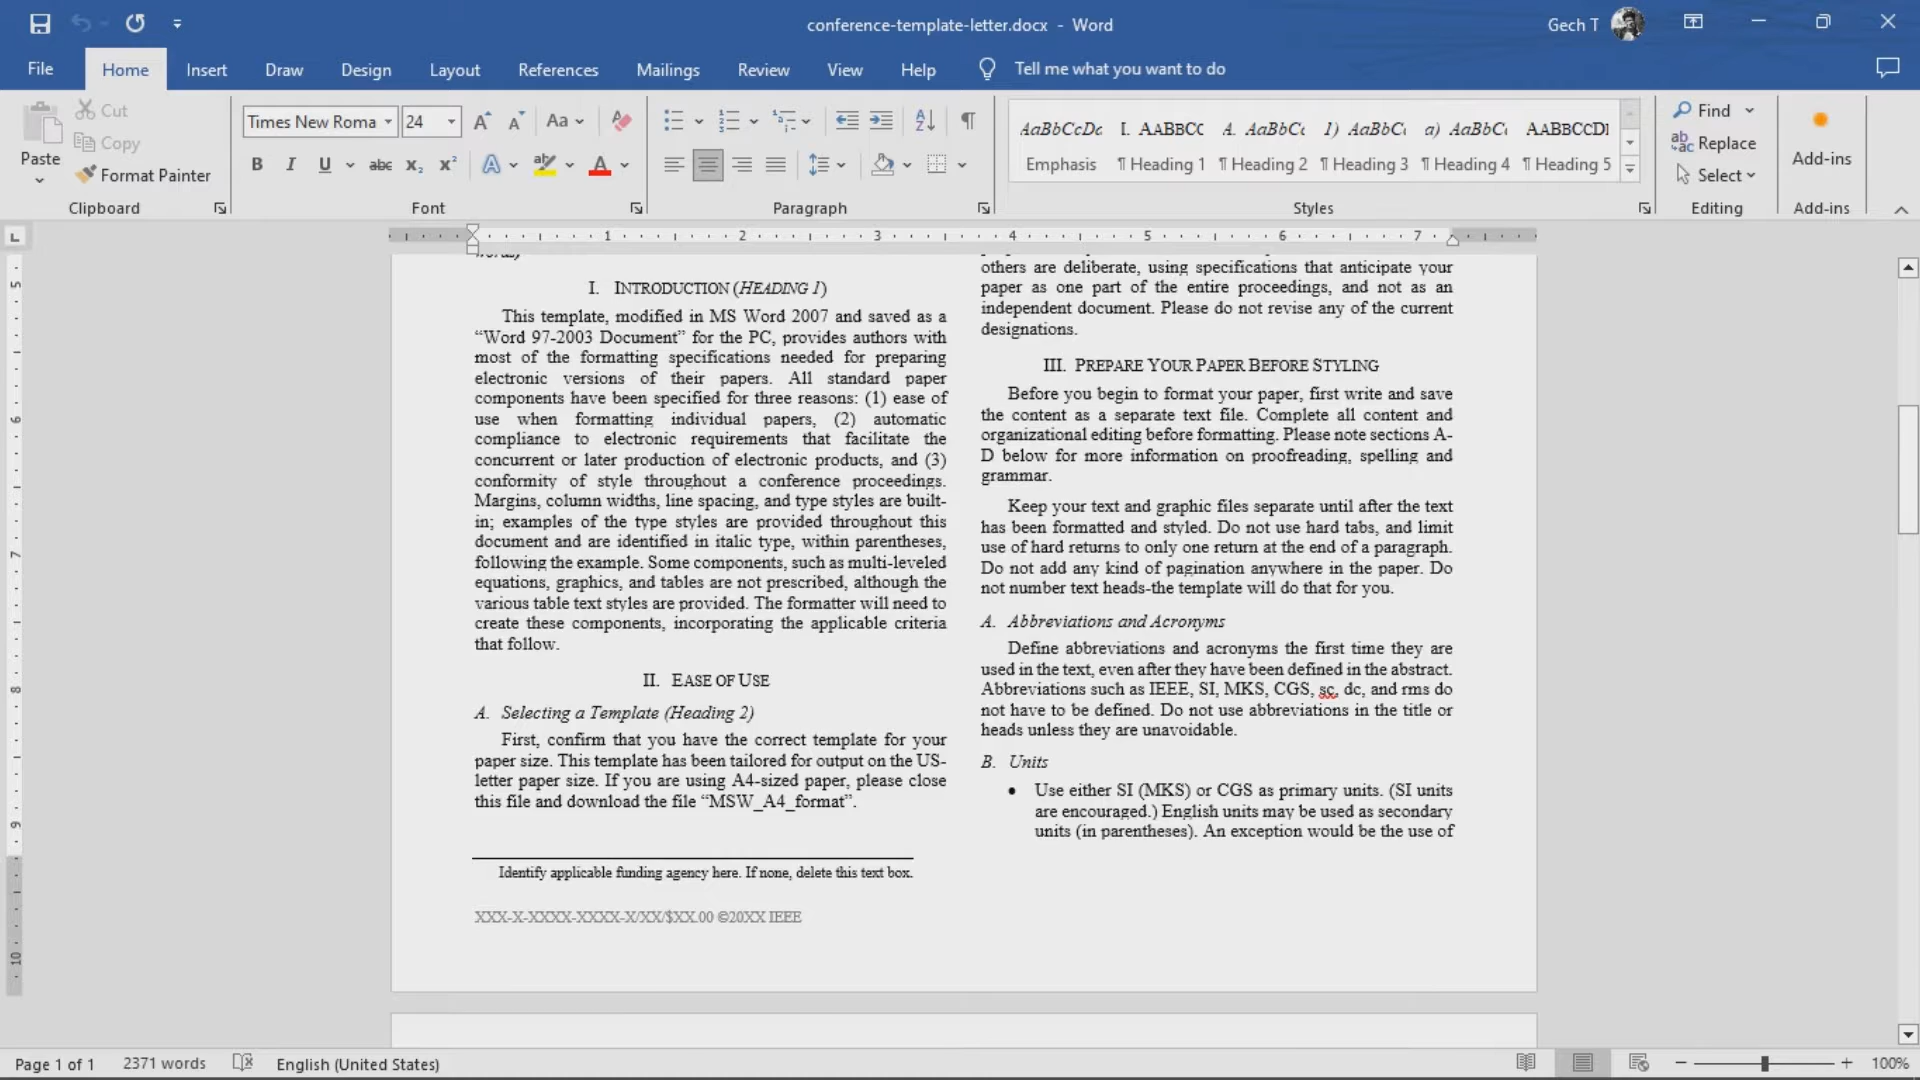 conference-template-letter.docx - Word
Gech T
File
Home
Insert
Draw
Design
Layout
References
Mailings
Review
View
Help
Tell me what you want to do
Paste
Cut
Copy
Format Painter
Clipboard
Times New Roma
24
Aa
B I U abc x₂ x²
A
A
Font
Paragraph
AaBbCcDc
Emphasis
I. AABBCC
¶ Heading 1
A. AaBbCc
¶ Heading 2
1) AaBbC
¶ Heading 3
a) AaBbC
¶ Heading 4
AABBCCDI
¶ Heading 5
Styles
Find
Replace
Select
Editing
Add-ins
Add-ins
1 2 3 4 5 6 7
5
6
7
8
9
10
words)
I. INTRODUCTION (HEADING 1)
This template, modified in MS Word 2007 and saved as a
“Word 97-2003 Document” for the PC, provides authors with
most of the formatting specifications needed for preparing
electronic versions of their papers. All standard paper
components have been specified for three reasons: (1) ease of
use when formatting individual papers, (2) automatic
compliance to electronic requirements that facilitate the
concurrent or later production of electronic products, and (3)
conformity of style throughout a conference proceedings.
Margins, column widths, line spacing, and type styles are built-
in; examples of the type styles are provided throughout this
document and are identified in italic type, within parentheses,
following the example. Some components, such as multi-leveled
equations, graphics, and tables are not prescribed, although the
various table text styles are provided. The formatter will need to
create these components, incorporating the applicable criteria
that follow.
II. EASE OF USE
A. Selecting a Template (Heading 2)
First, confirm that you have the correct template for your
paper size. This template has been tailored for output on the US-
letter paper size. If you are using A4-sized paper, please close
this file and download the file “MSW_A4_format”.
Identify applicable funding agency here. If none, delete this text box.
XXX-X-XXXX-XXXX-X/XX/$XX.00 ©20XX IEEE
others are deliberate, using specifications that anticipate your
paper as one part of the entire proceedings, and not as an
independent document. Please do not revise any of the current
designations.
III. PREPARE YOUR PAPER BEFORE STYLING
Before you begin to format your paper, first write and save
the content as a separate text file. Complete all content and
organizational editing before formatting. Please note sections A-
D below for more information on proofreading, spelling and
grammar.
Keep your text and graphic files separate until after the text
has been formatted and styled. Do not use hard tabs, and limit
use of hard returns to only one return at the end of a paragraph.
Do not add any kind of pagination anywhere in the paper. Do
not number text heads-the template will do that for you.
A. Abbreviations and Acronyms
Define abbreviations and acronyms the first time they are
used in the text, even after they have been defined in the abstract.
Abbreviations such as IEEE, SI, MKS, CGS, sc, dc, and rms do
not have to be defined. Do not use abbreviations in the title or
heads unless they are unavoidable.
B. Units
• Use either SI (MKS) or CGS as primary units. (SI units
are encouraged.) English units may be used as secondary
units (in parentheses). An exception would be the use of
Page 1 of 1
2371 words
English (United States)
100%